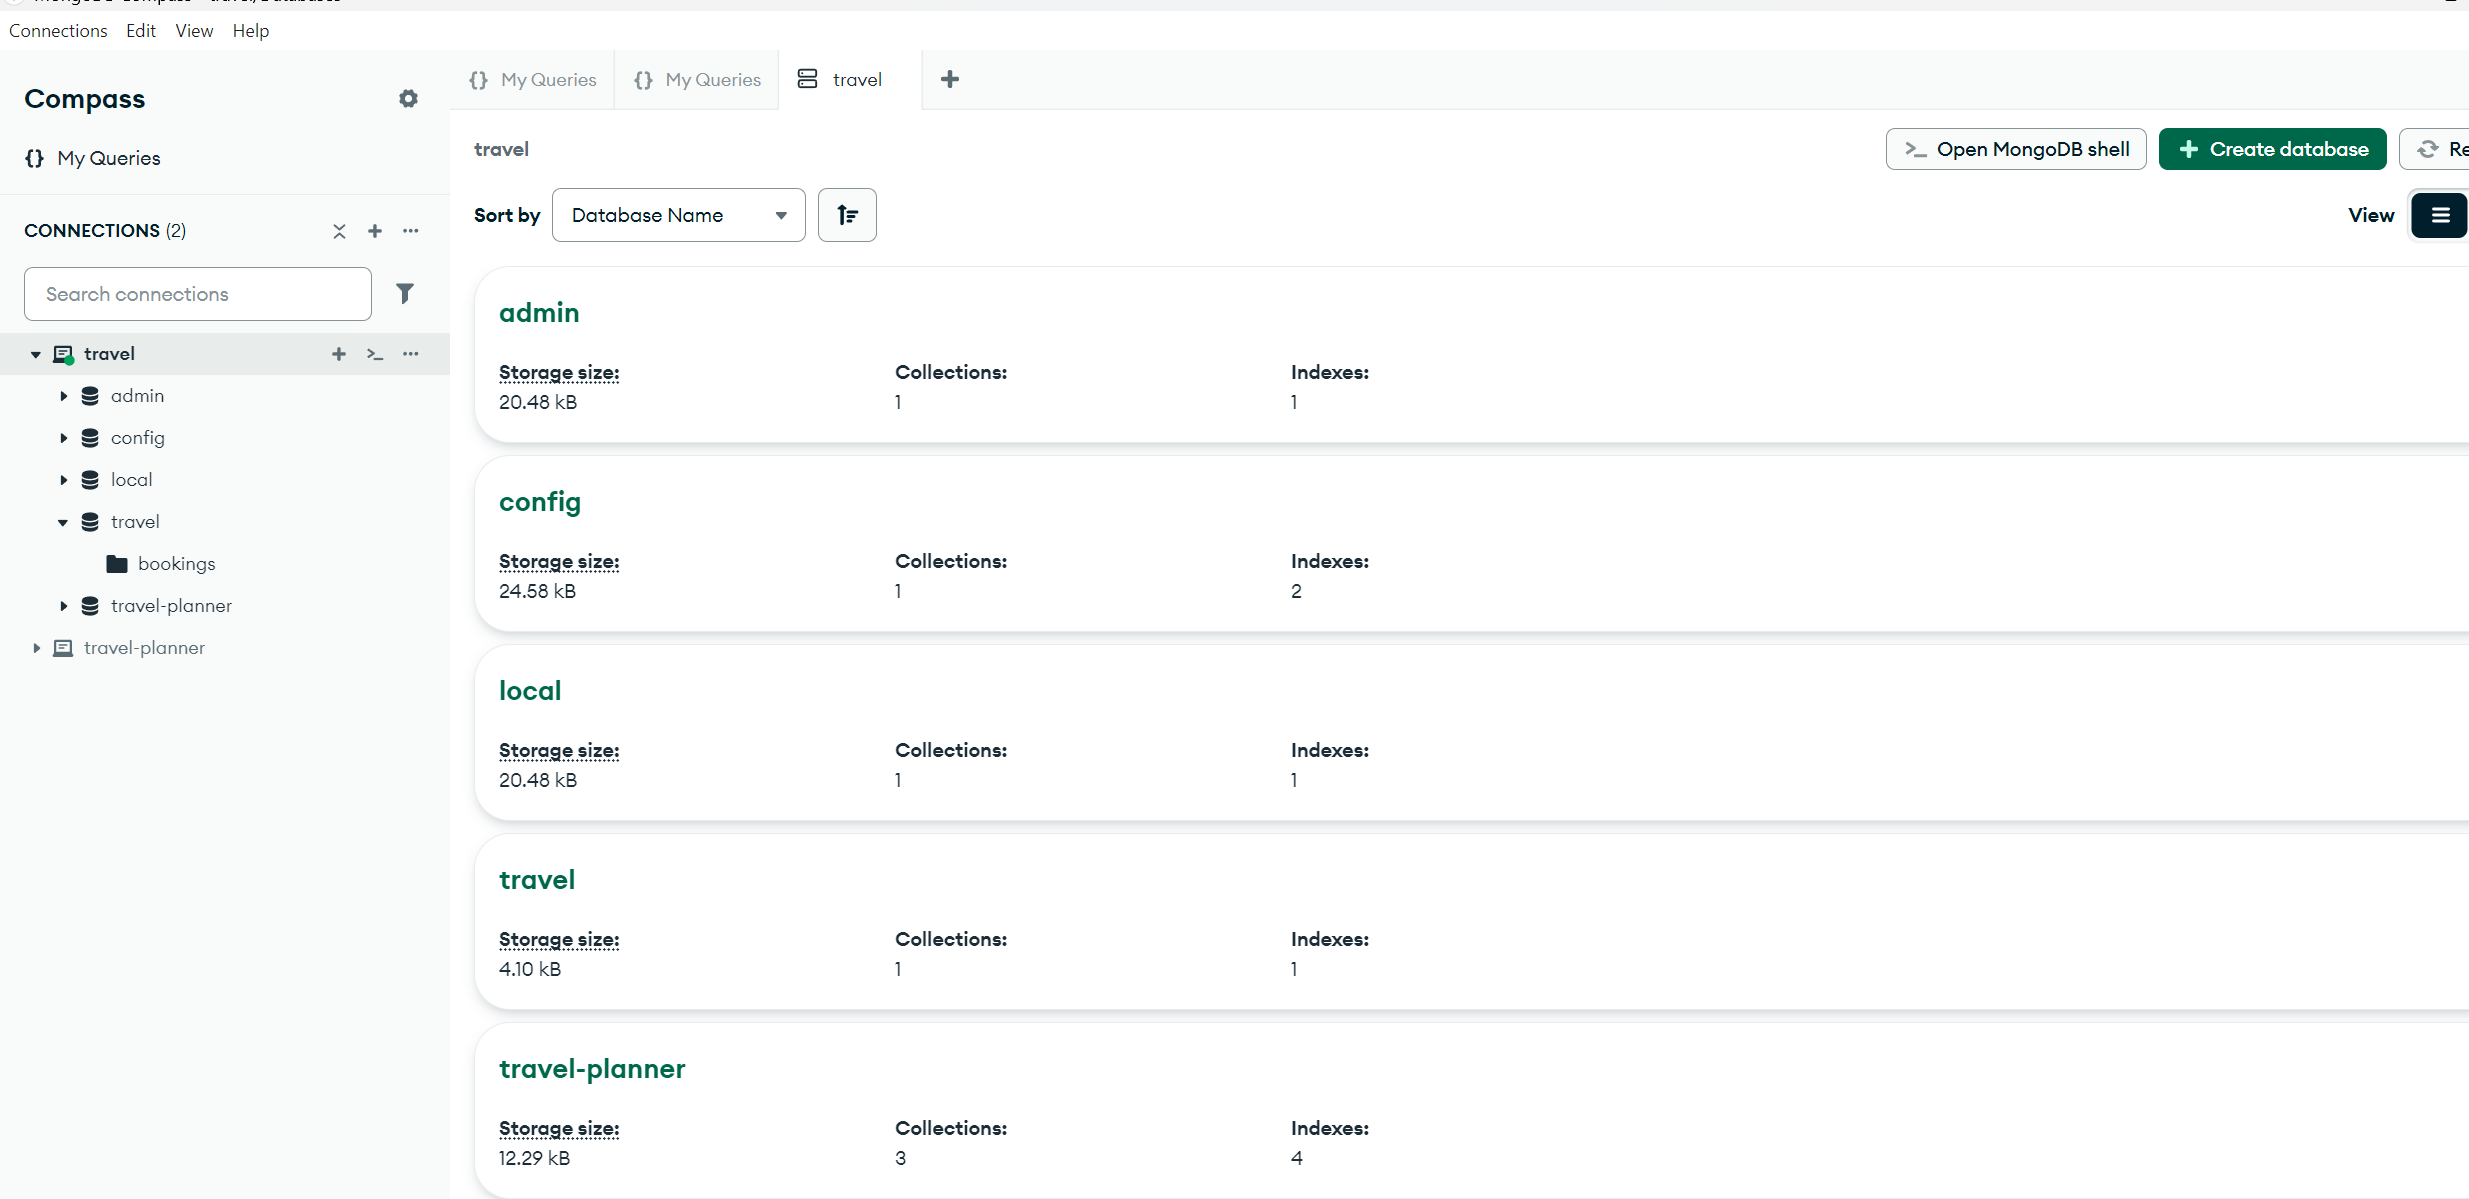 Connections Edit View Help
My Queries My Queries travel
Compass
My Queries
travel
Open MongoDB shell Create database Re
Sort by Database Name View
CONNECTIONS (2)
Search connections
travel
admin
config
local
travel
bookings
travel-planner
travel-planner
admin
Storage size: Collections: Indexes:
20.48 kB 1 1
config
Storage size: Collections: Indexes:
24.58 kB 1 2
local
Storage size: Collections: Indexes:
20.48 kB 1 1
travel
Storage size: Collections: Indexes:
4.10 kB 1 1
travel-planner
Storage size: Collections: Indexes:
12.29 kB 3 4